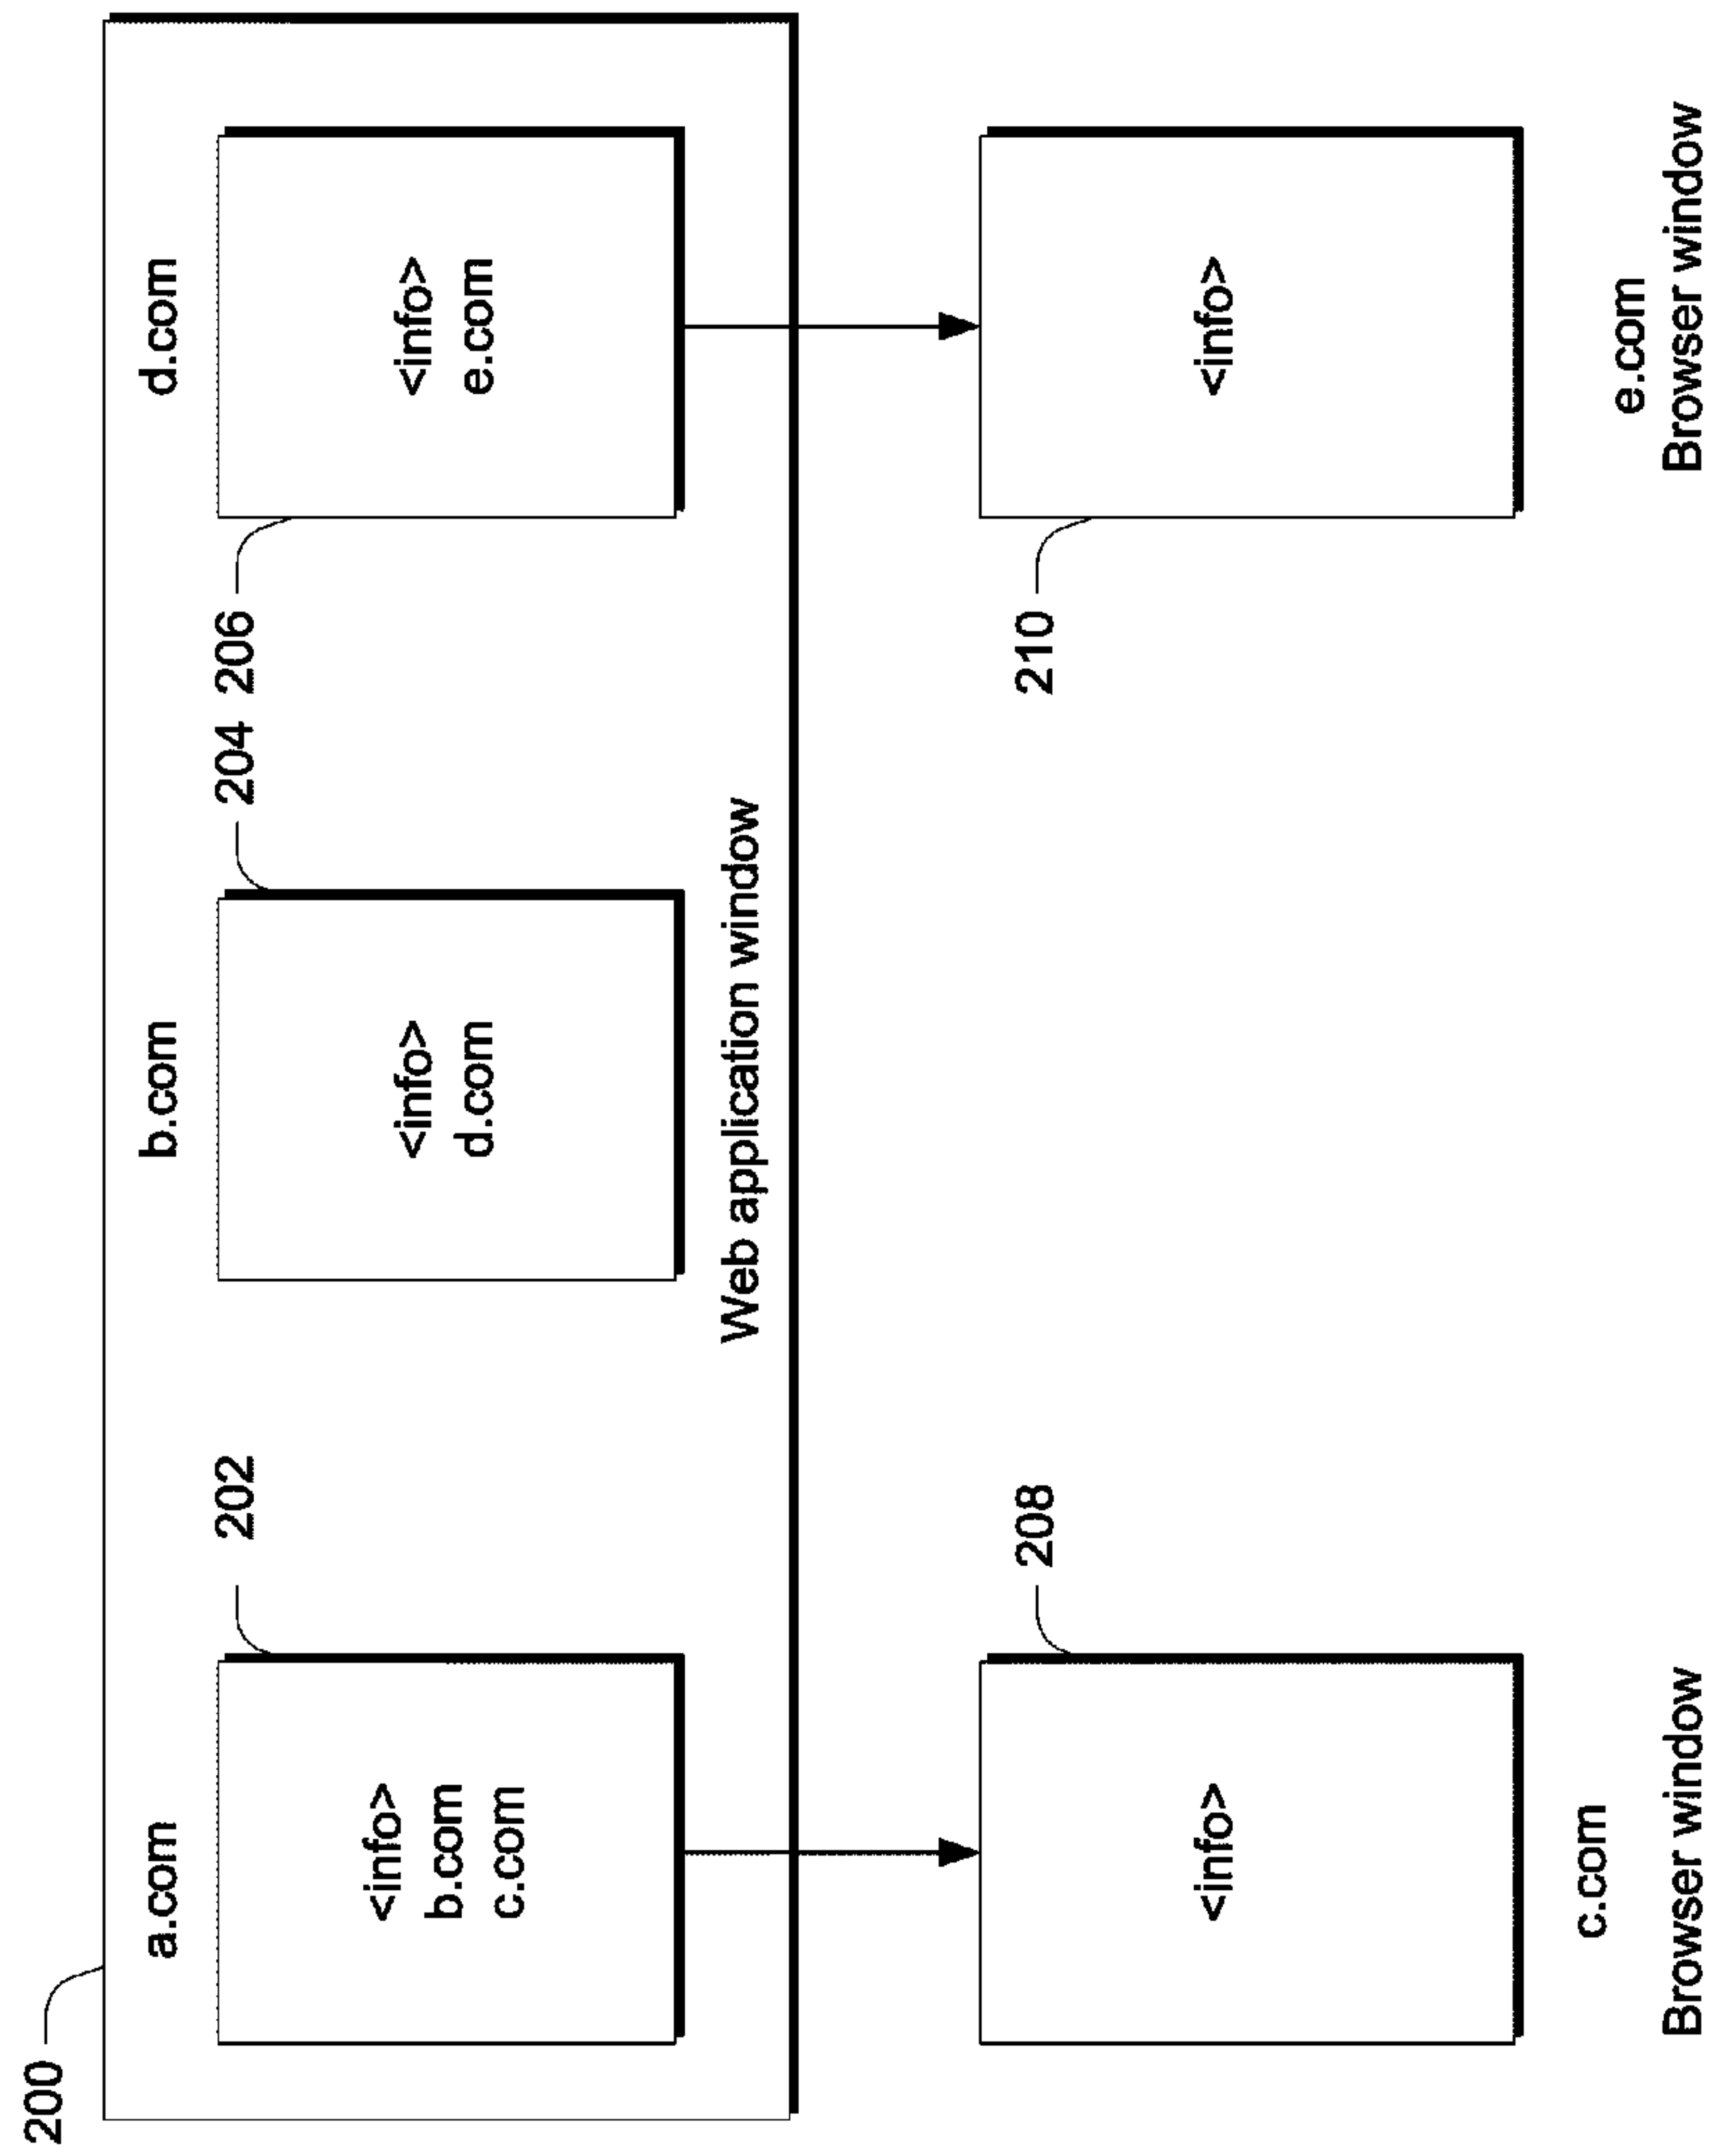 200
a.com
b.com
d.com
202
204
206
<info>
b.com
c.com
<info>
d.com
<info>
e.com
Web application window
208
210
<info>
<info>
c.com
Browser window
e.com
Browser window